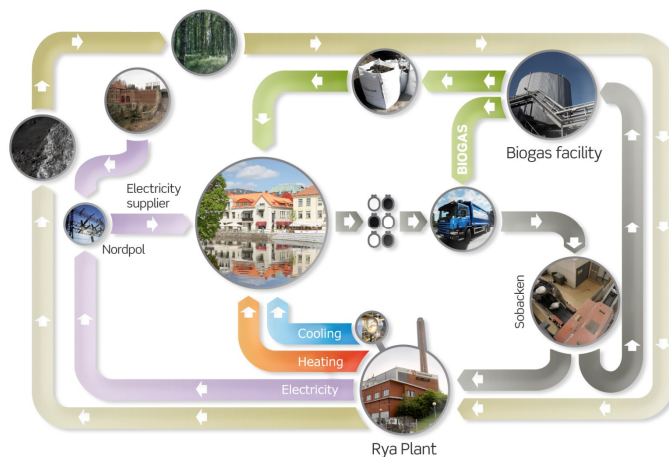 BIOGAS
Biogas facility
Electricity
supplier
Nordpol
Sobacken
Cooling
Heating
Electricity
Rya Plant